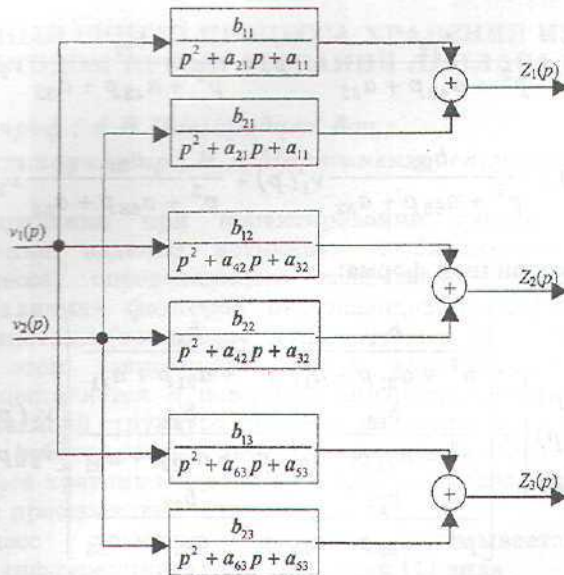 b₁₁
p² + a₂₁p + a₁₁
Z₁(p)
b₂₁
p² + a₂₁p + a₁₁
b₁₂
p² + a₄₂p + a₃₂
v₁(p)
Z₂(p)
v₂(p)
b₂₂
p² + a₄₂p + a₃₂
b₁₃
p² + a₆₃p + a₅₃
Z₃(p)
b₂₃
p² + a₆₃p + a₅₃